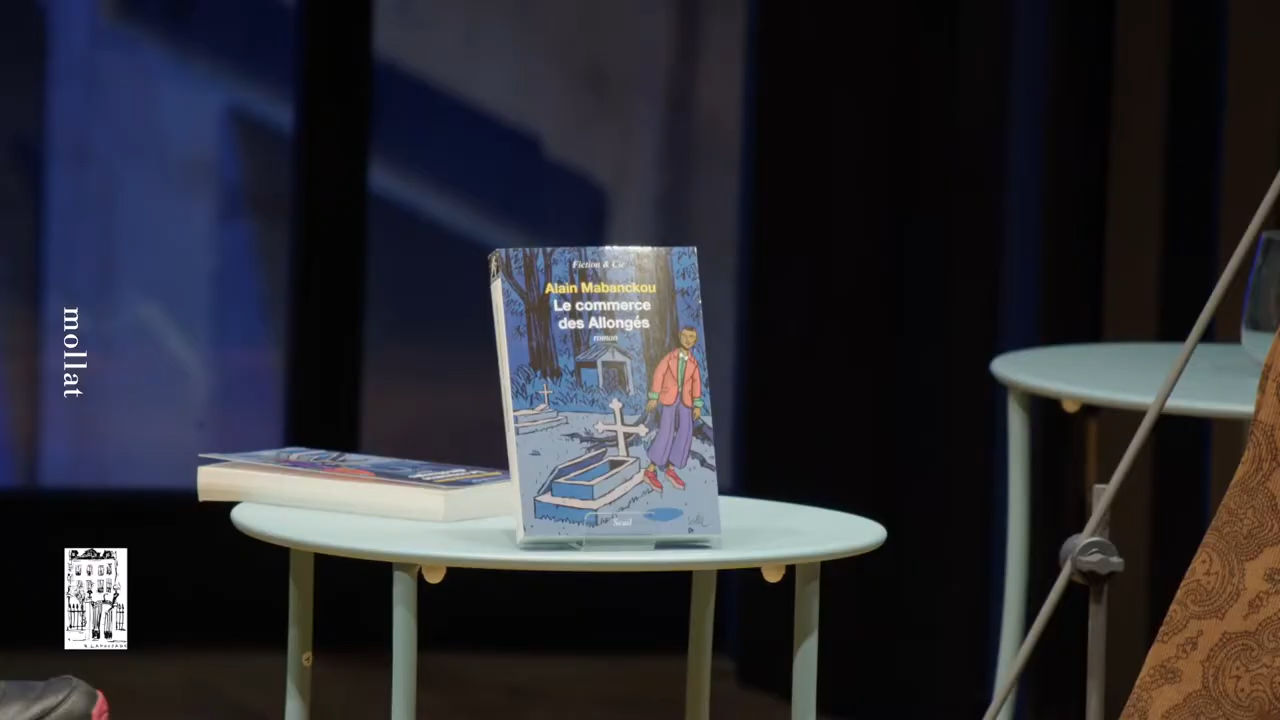 mollat
Fiction & Cie
Alain Mabanckou
Le commerce
des Allongés
roman
Seuil